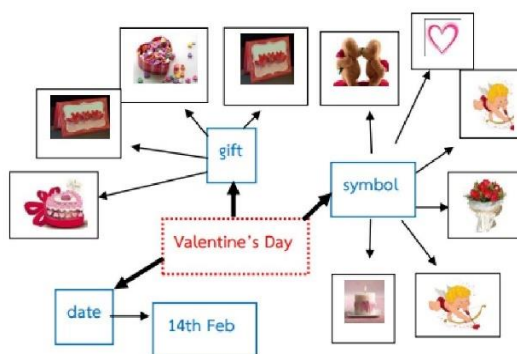 gift
symbol
Valentine's Day
date
14th Feb